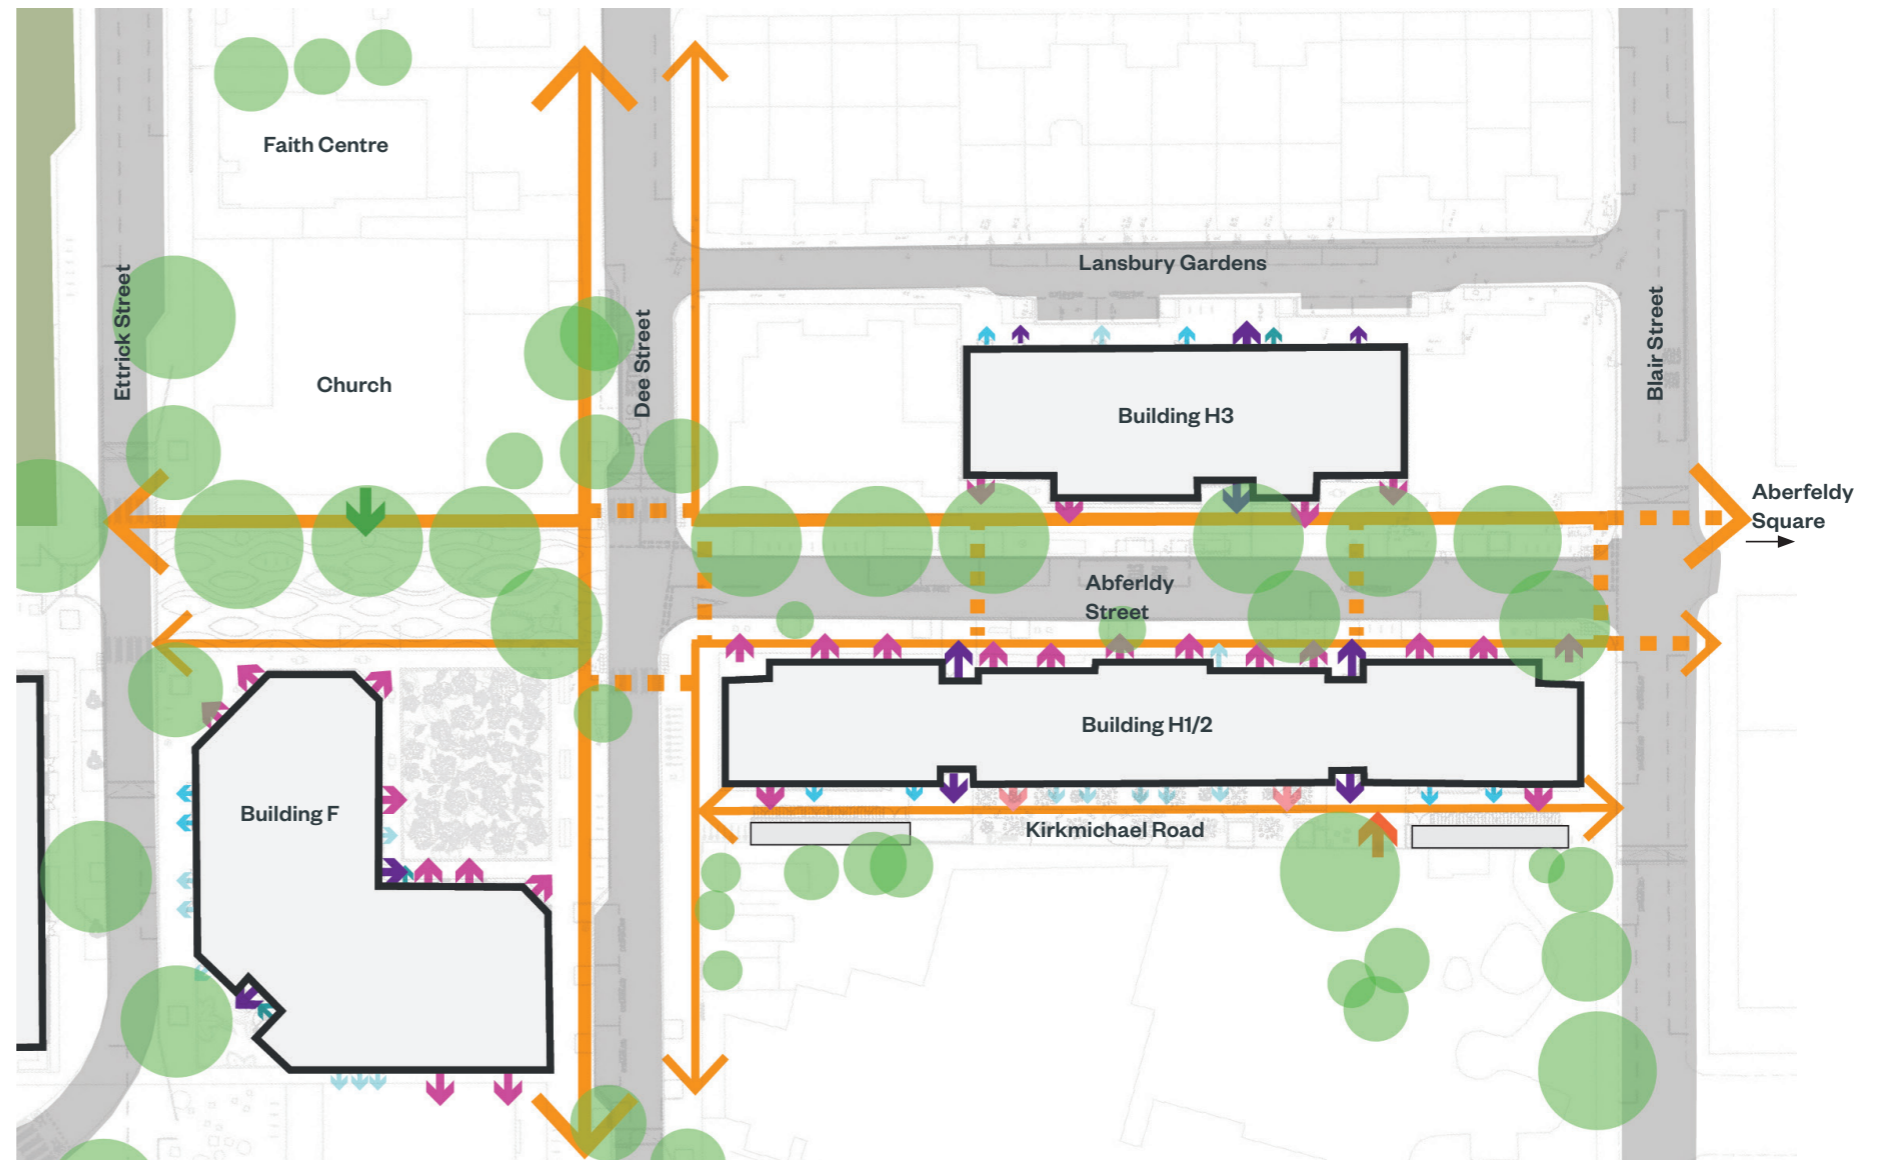 Faith Centre
Lansbury Gardens
Ettrick Street
Dee Street
Blair Street
Church
Building H3
Aberfeldy
Square
Abferldy
Street
Building H1/2
Building F
Kirkmichael Road